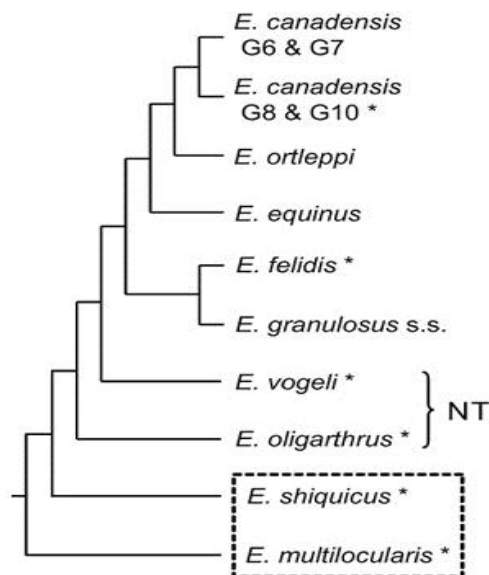 E. canadensis
G6 & G7
E. canadensis
G8 & G10 *
E. ortleppi
E. equinus
E. felidis *
E. granulosus s.s.
E. vogeli *
NT
E. oligarthrus *
E. shiquicus *
E. multilocularis *